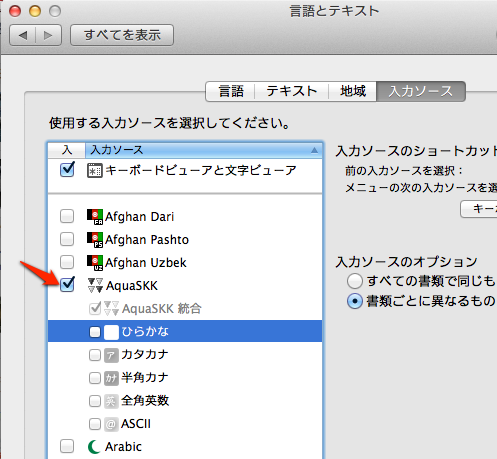 言語とテキスト
すべてを表示
言語 テキスト 地域 入力ソース
使用する入力ソースを選択してください。
入 入力ソース
キーボードビューアと文字ビューア
Afghan Dari
Afghan Pashto
Afghan Uzbek
AquaSKK
AquaSKK 統合
ひらかな
カタカナ
半角カナ
全角英数
ASCII
Arabic
入力ソースのショートカット
前の入力ソースを選択：
メニューの次の入力ソースを選
キーボ
入力ソースのオプション
すべての書類で同じも
書類ごとに異なるもの